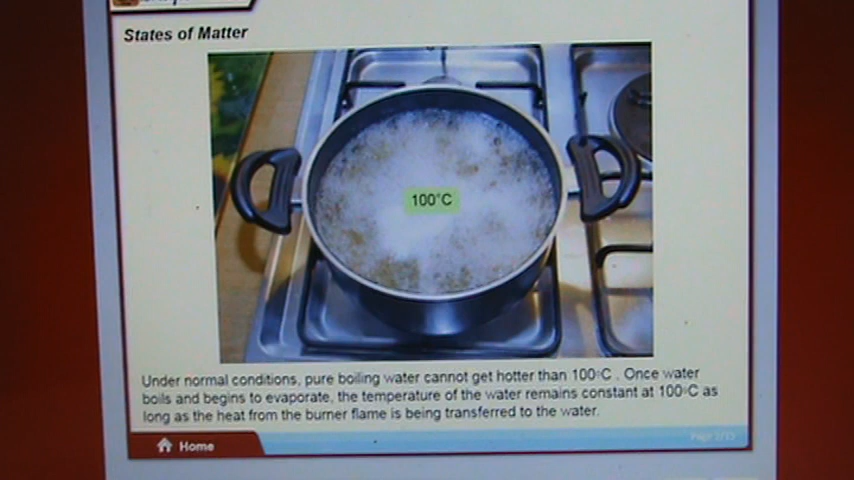 States of Matter
100°C
Under normal conditions, pure boiling water cannot get hotter than 100°C . Once water
boils and begins to evaporate, the temperature of the water remains constant at 100°C as
long as the heat from the burner flame is being transferred to the water.
Home